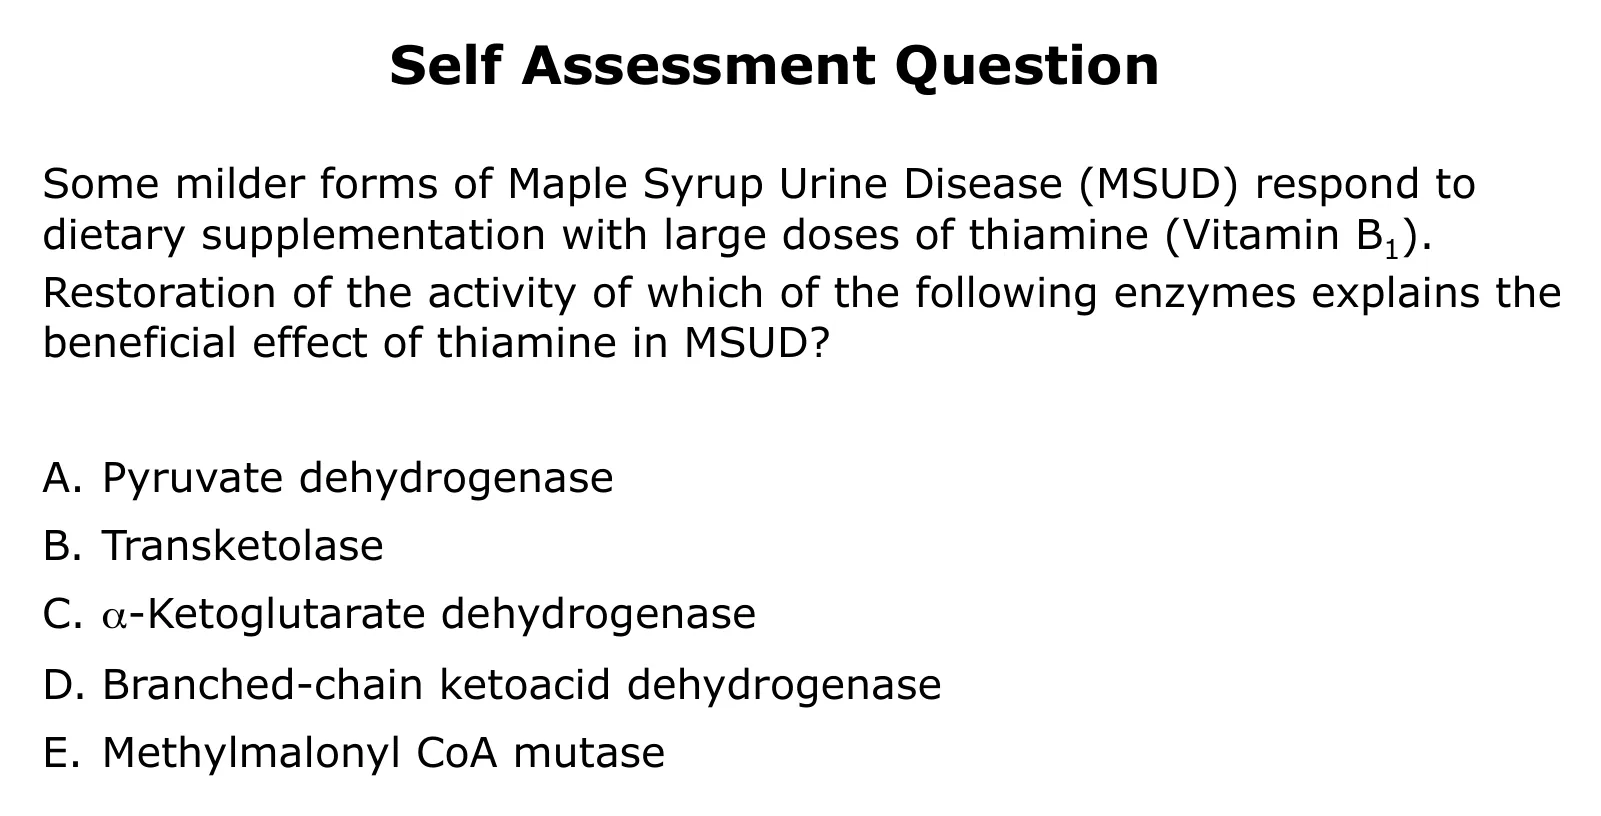 Self Assessment Question
Some milder forms of Maple Syrup Urine Disease (MSUD) respond to
dietary supplementation with large doses of thiamine (Vitamin B₁).
Restoration of the activity of which of the following enzymes explains the
beneficial effect of thiamine in MSUD?
A. Pyruvate dehydrogenase
B. Transketolase
C. α-Ketoglutarate dehydrogenase
D. Branched-chain ketoacid dehydrogenase
E. Methylmalonyl CoA mutase